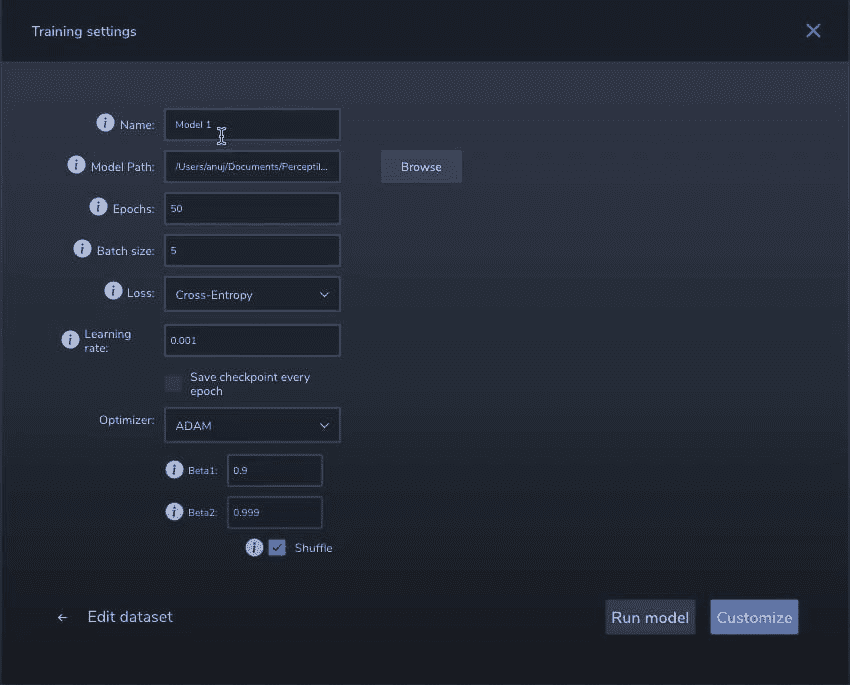 Training settings
Name: Model 1
Model Path: /Users/anuj/Documents/Perceptil... Browse
Epochs: 50
Batch size: 5
Loss: Cross-Entropy
Learning
rate: 0.001
Save checkpoint every
epoch
Optimizer: ADAM
Beta1: 0.9
Beta2: 0.999
Shuffle
← Edit dataset Run model Customize